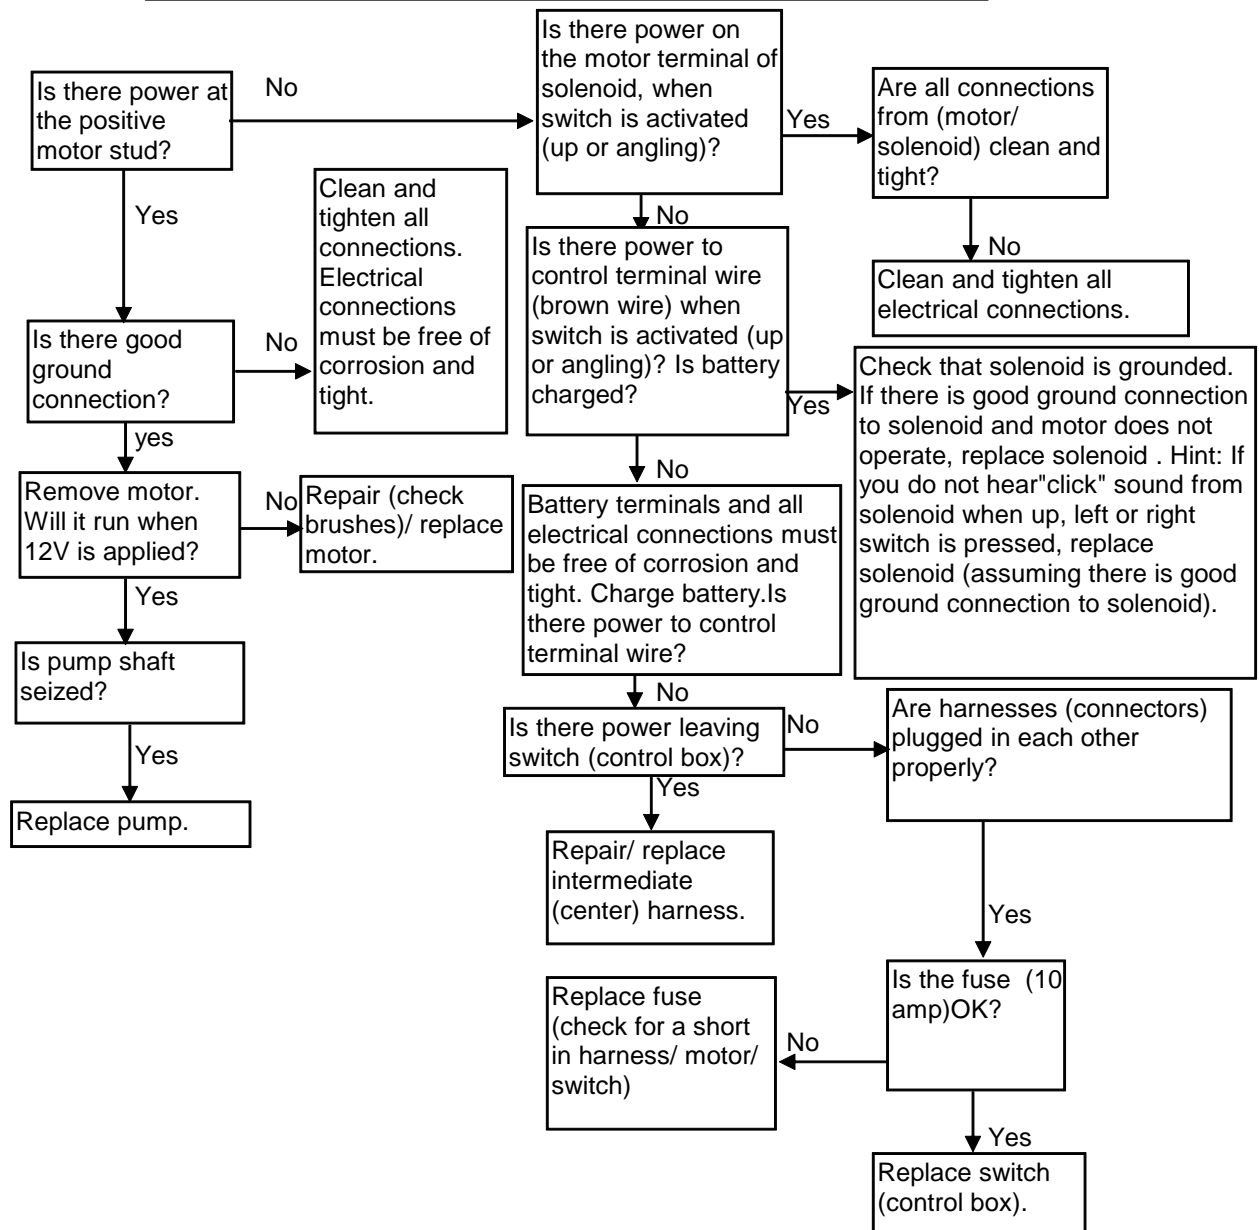 Is there power at
the positive
motor stud?
No
Is there power on
the motor terminal of
solenoid, when
switch is activated
(up or angling)?
Yes
Are all connections
from (motor/
solenoid) clean and
tight?
No
Clean and tighten all
electrical connections.
Yes
Is there good
ground
connection?
No
Clean and
tighten all
connections.
Electrical
connections
must be free of
corrosion and
tight.
No
Is there power to
control terminal wire
(brown wire) when
switch is activated (up
or angling)? Is battery
charged?
Yes
Check that solenoid is grounded.
If there is good ground connection
to solenoid and motor does not
operate, replace solenoid . Hint: If
you do not hear"click" sound from
solenoid when up, left or right
switch is pressed, replace
solenoid (assuming there is good
ground connection to solenoid).
yes
Remove motor.
Will it run when
12V is applied?
No
Repair (check
brushes)/ replace
motor.
No
Battery terminals and all
electrical connections must
be free of corrosion and
tight. Charge battery.Is
there power to control
terminal wire?
Yes
Is pump shaft
seized?
Yes
Replace pump.
No
Is there power leaving
switch (control box)?
No
Are harnesses (connectors)
plugged in each other
properly?
Yes
Repair/ replace
intermediate
(center) harness.
Yes
Is the fuse  (10
amp)OK?
No
Replace fuse
(check for a short
in harness/ motor/
switch)
Yes
Replace switch
(control box).